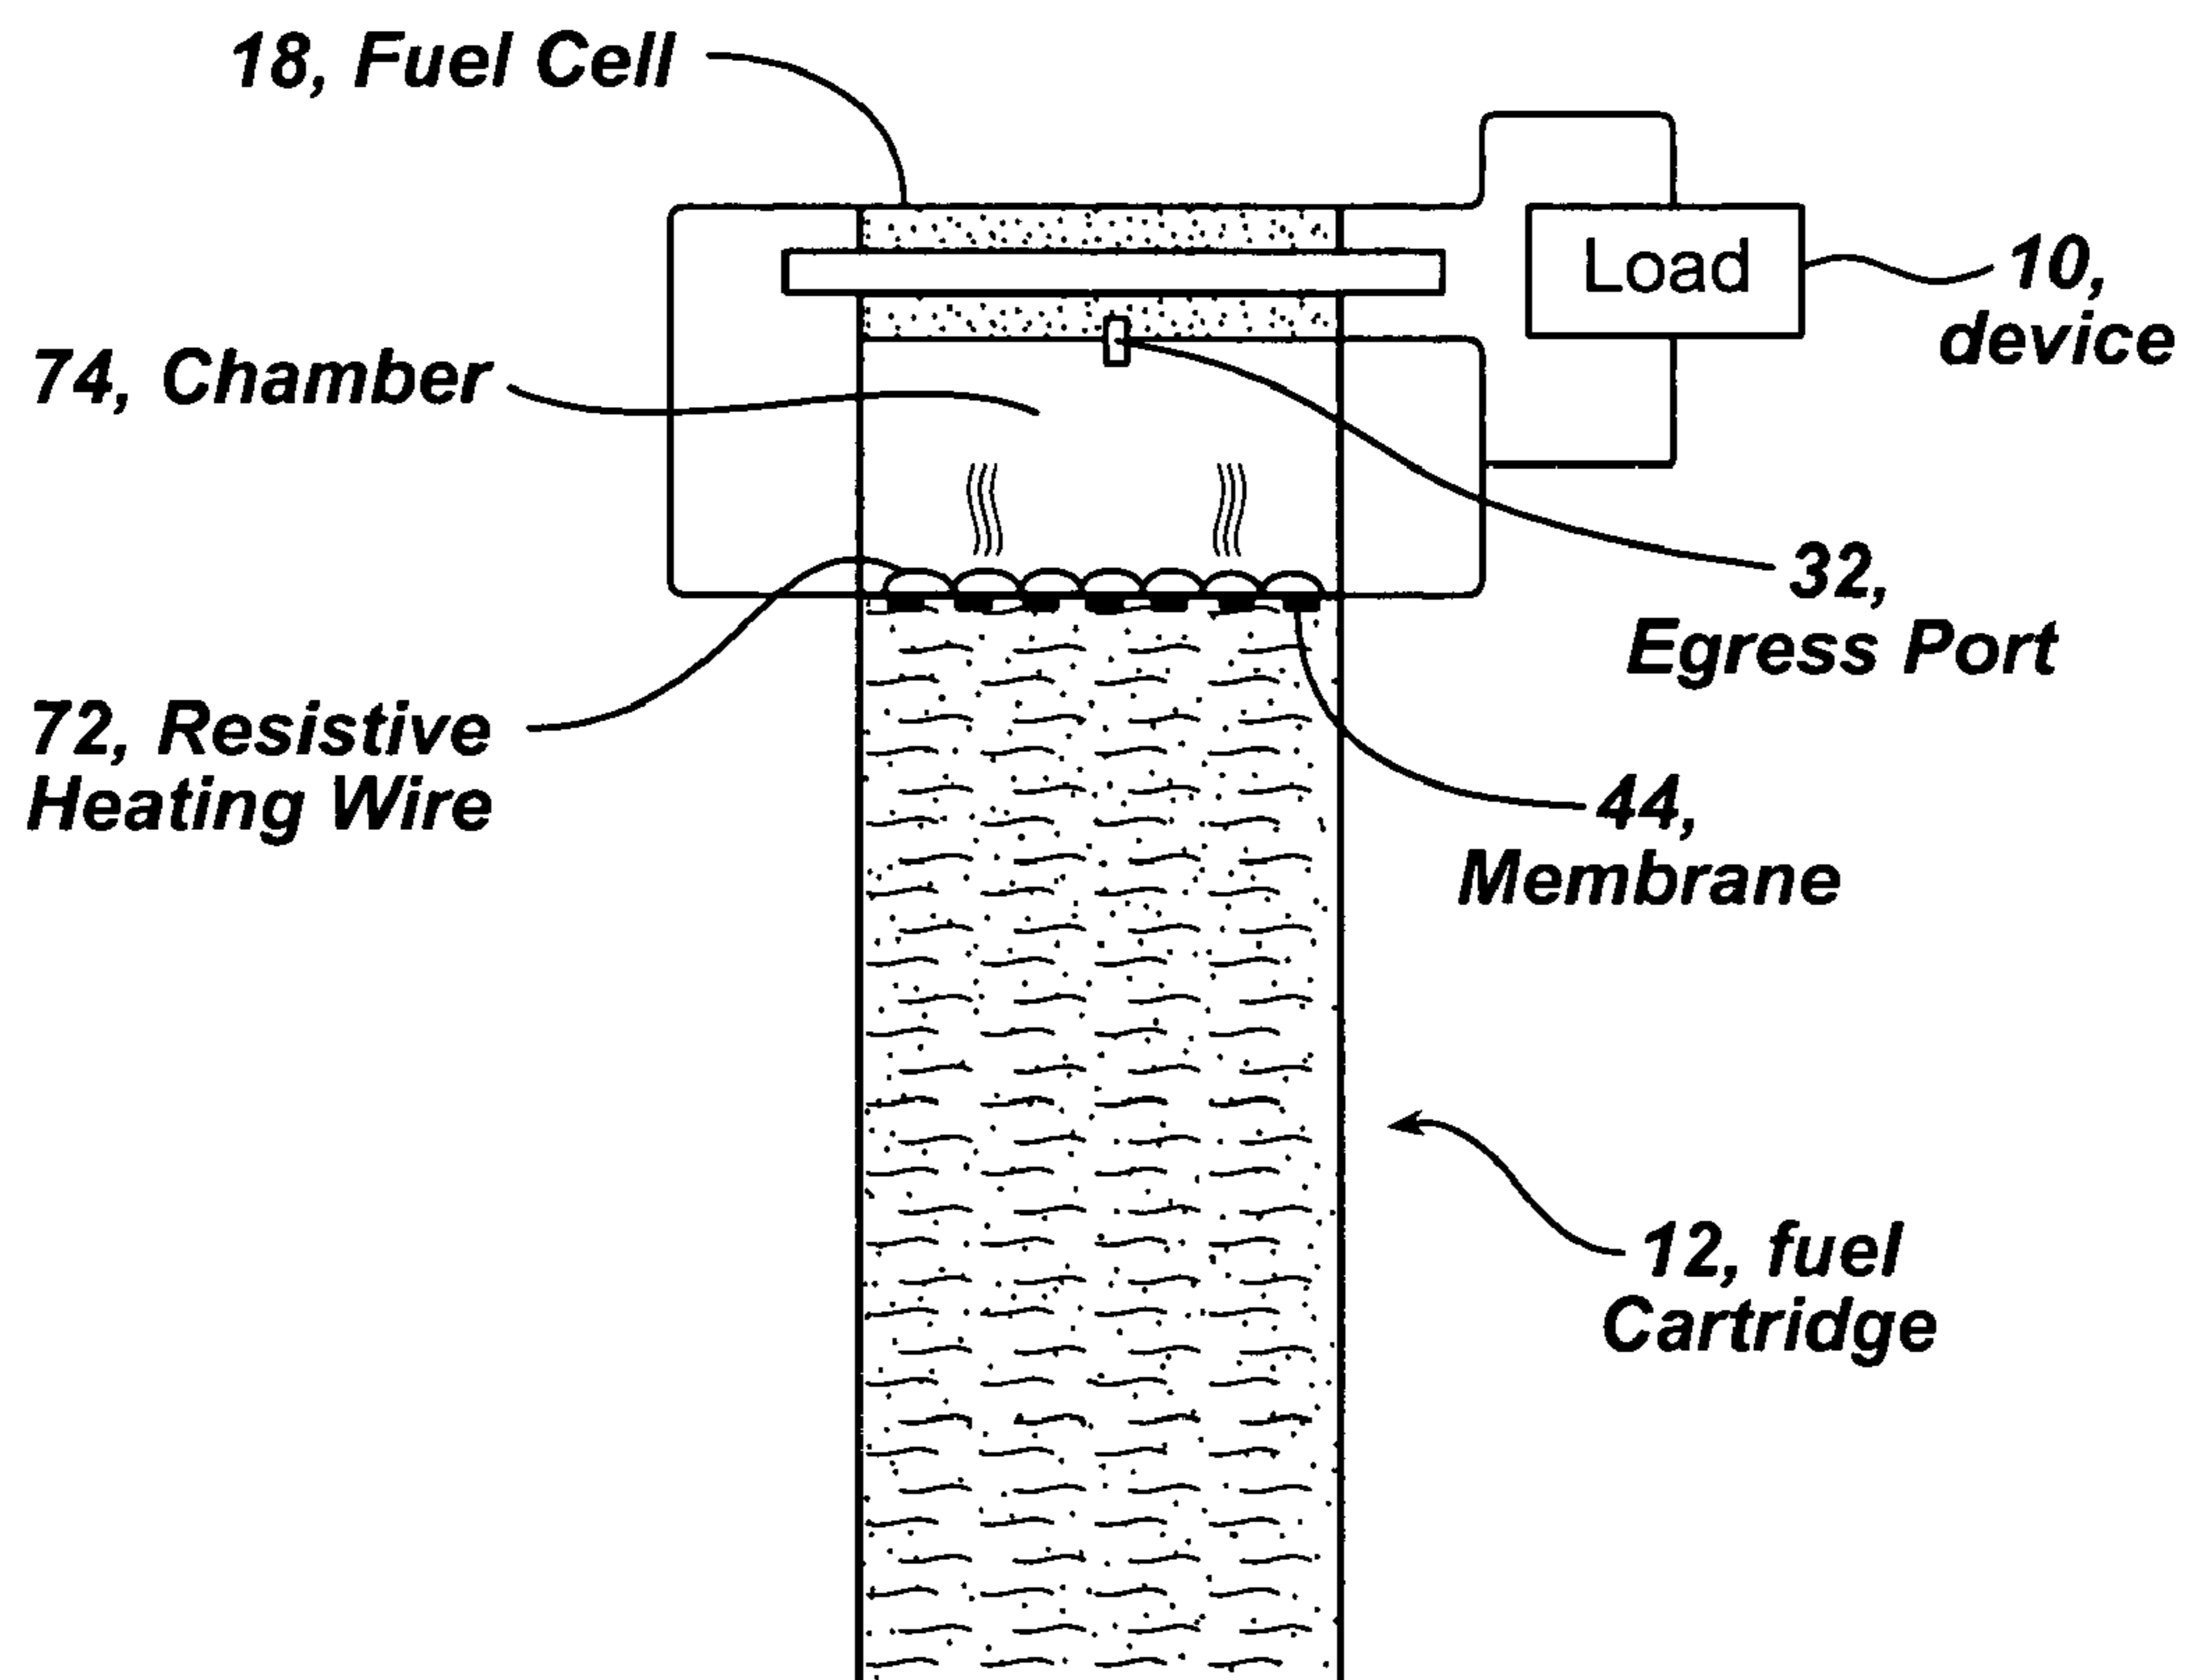 18, Fuel Cell
Load
10,
device
74, Chamber
32,
Egress Port
72, Resistive
Heating Wire
44,
Membrane
12, fuel
Cartridge